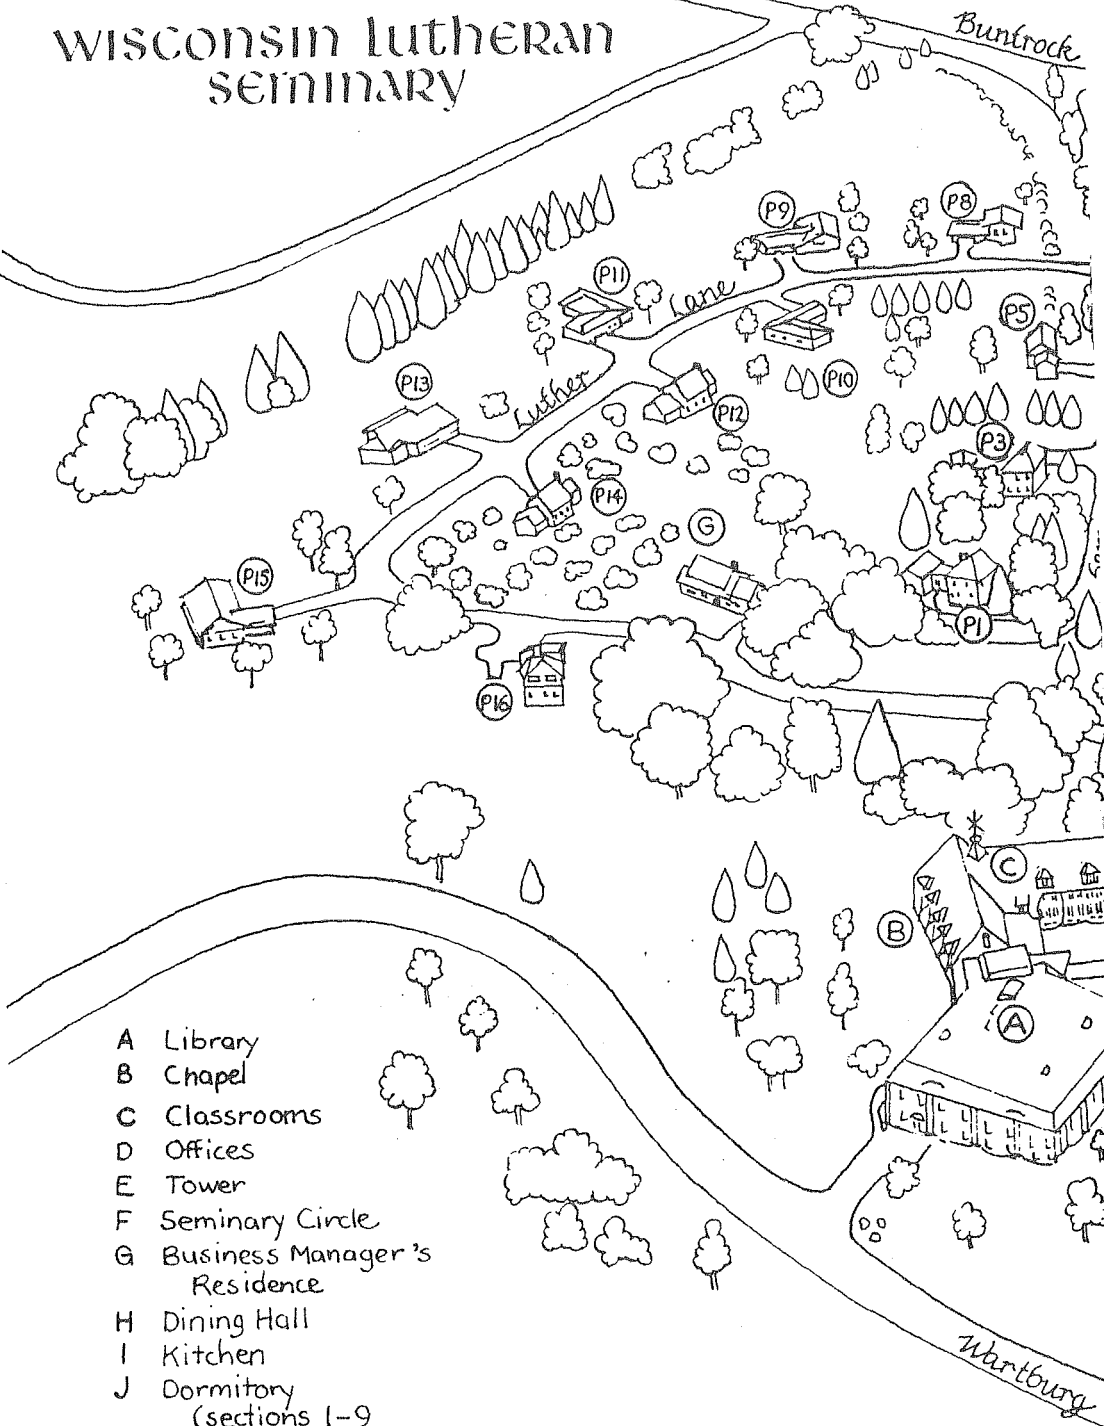 WISCONSIN LUTHERAN
SEMINARY
Buntrock
P9
P8
P11
Lane
P5
P13
Luther
P10
P12
P3
P14
G
P15
P1
P16
C
B
A
A Library
B Chapel
C Classrooms
D Offices
E Tower
F Seminary Circle
G Business Manager's
Residence
H Dining Hall
I Kitchen
J Dormitory
(sections 1-9
Wartburg